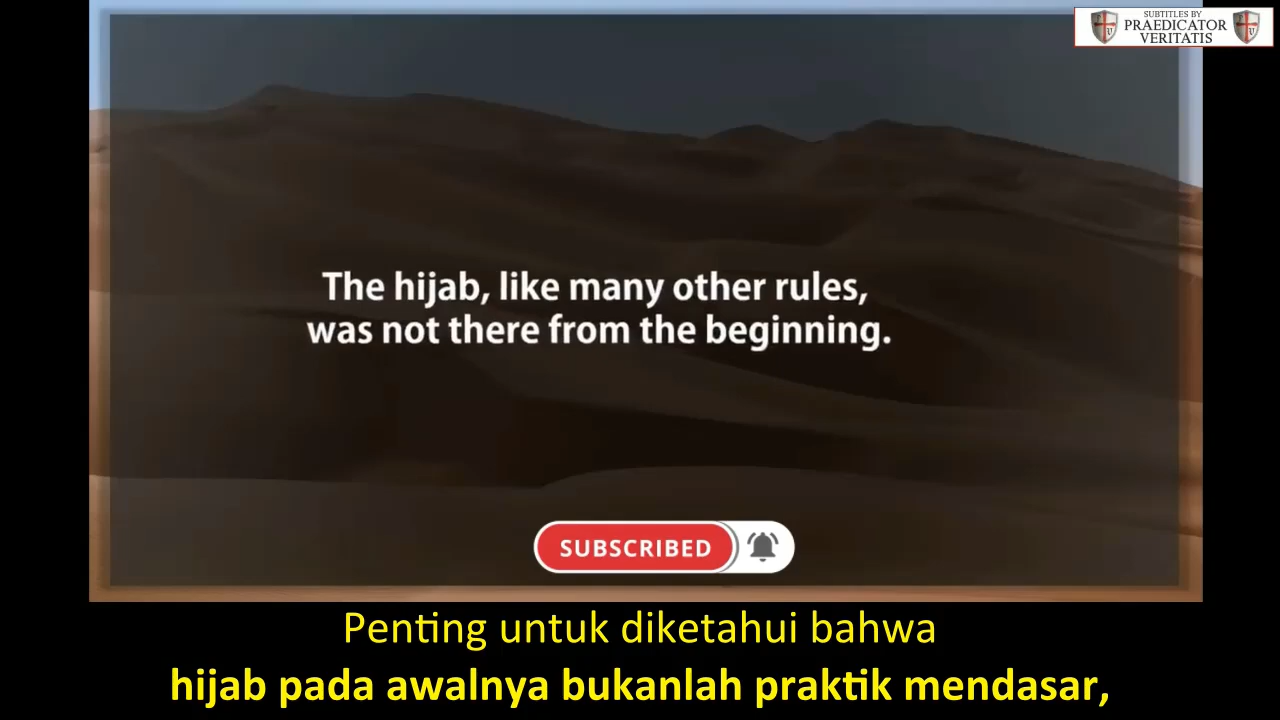 SUBTITLES BY
PRAEDICATOR
VERITATIS
The hijab, like many other rules,
was not there from the beginning.
SUBSCRIBED
Penting untuk diketahui bahwa
hijab pada awalnya bukanlah praktik mendasar,